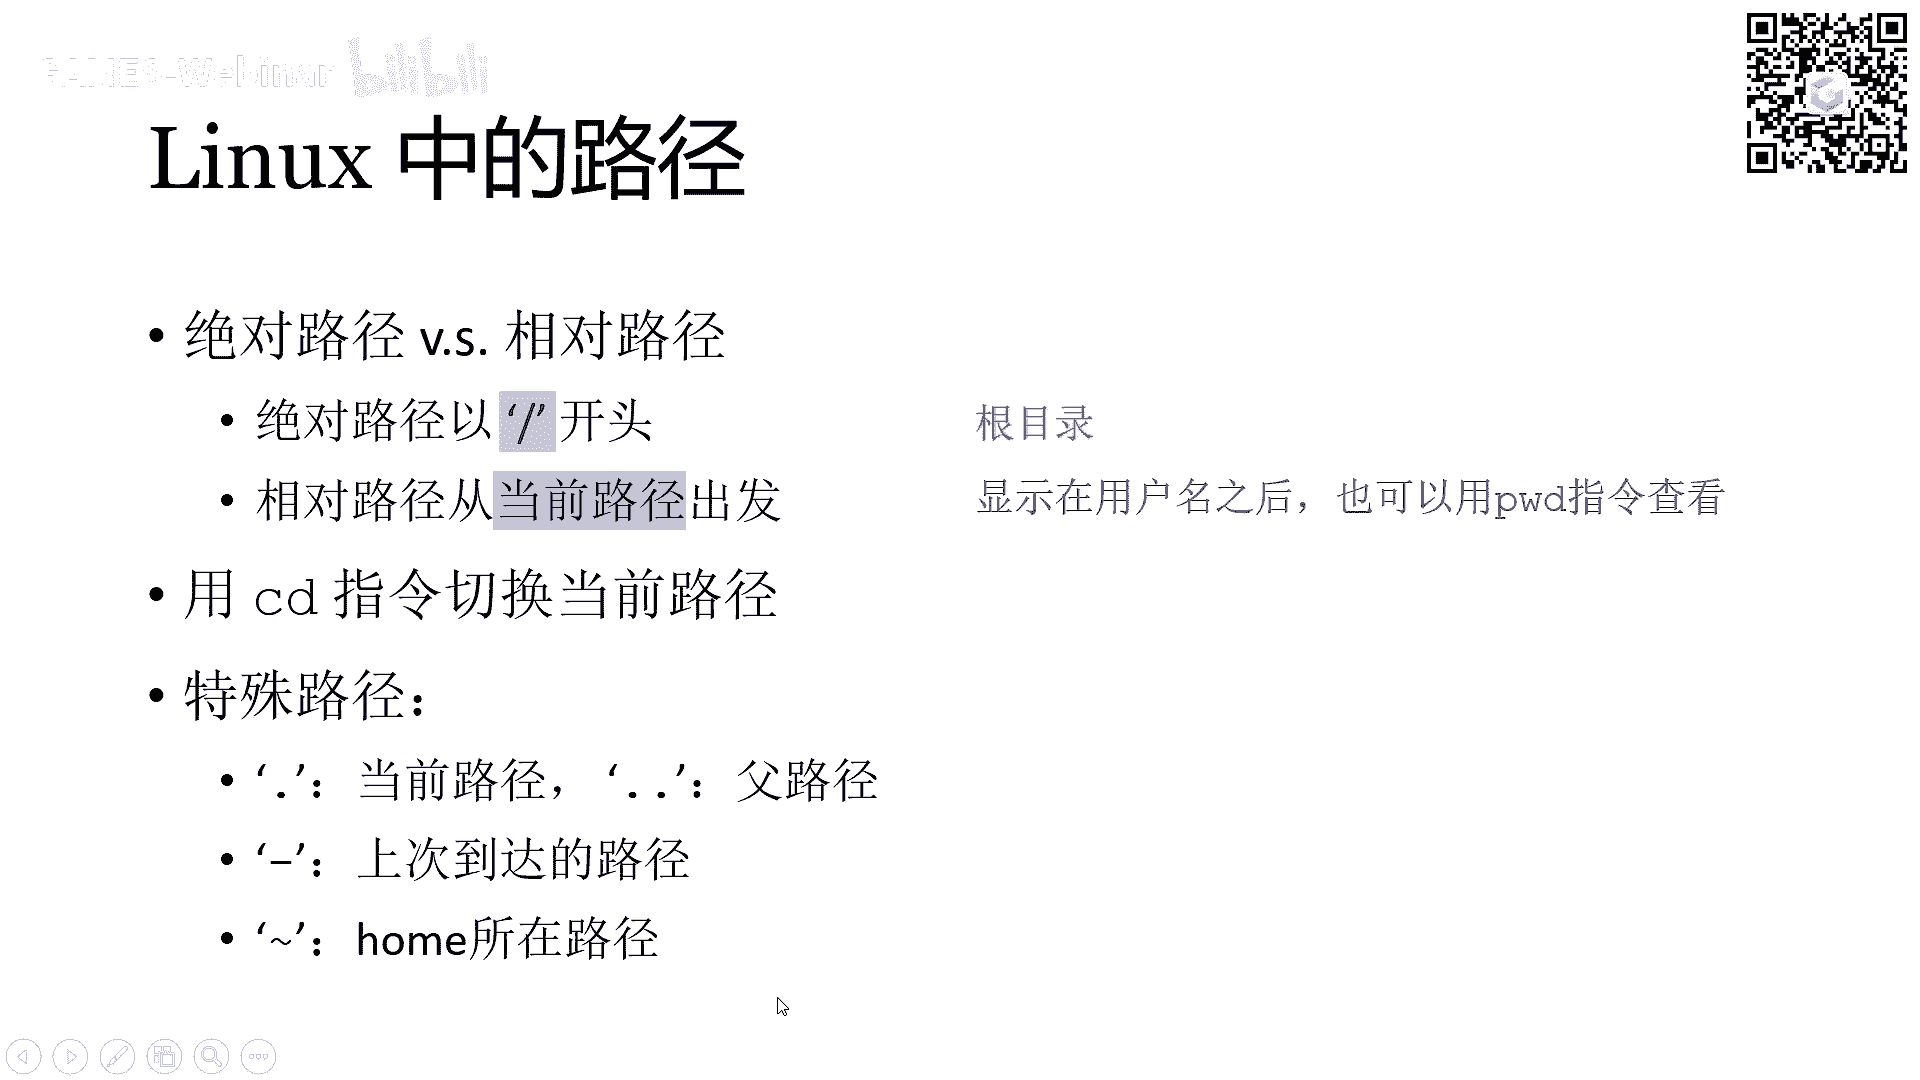 GAMES-Webinar bilibili
Linux 中的路径
• 绝对路径 v.s. 相对路径
• 绝对路径以 ‘/’ 开头 根目录
• 相对路径从当前路径出发 显示在用户名之后，也可以用pwd指令查看
• 用 cd 指令切换当前路径
• 特殊路径：
• ‘.’：当前路径，‘..’：父路径
• ‘-’：上次到达的路径
• ‘~’：home所在路径